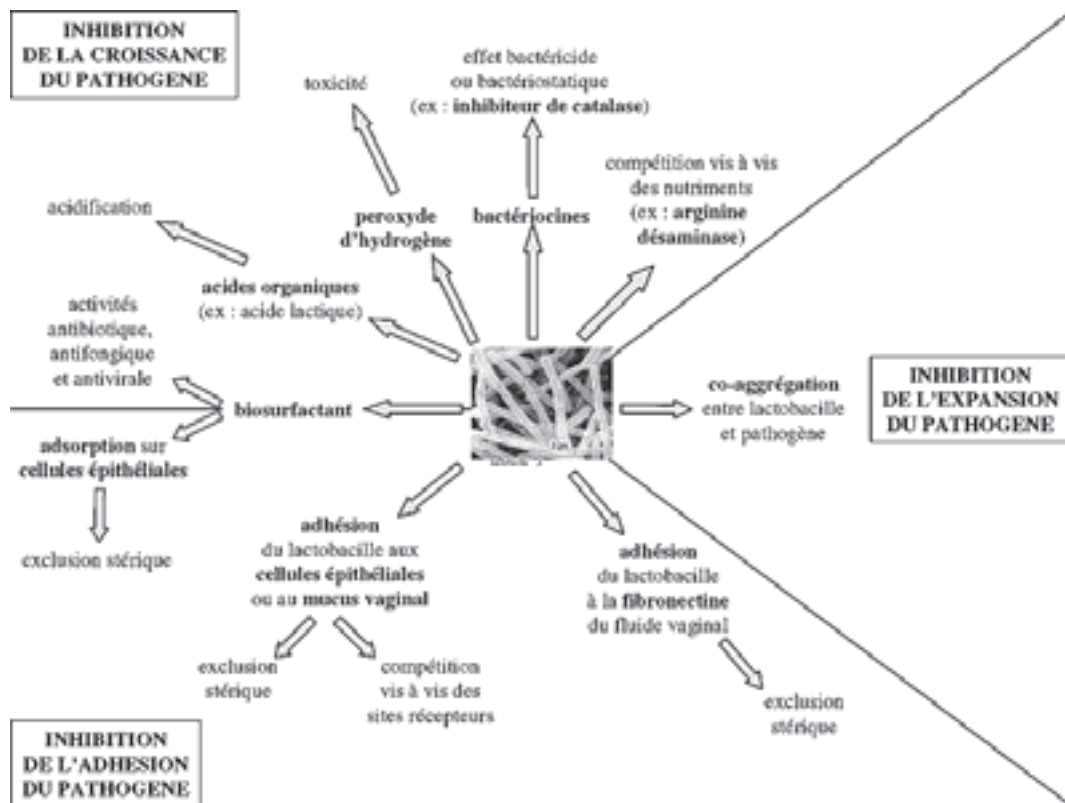 INHIBITION
DE LA CROISSANCE
DU PATHOGENE
toxicité
effet bactéricide
ou bactériostatique
(ex : inhibiteur de catalase)
compétition vis à vis
des nutriments
(ex : arginine
désaminase)
acidification
peroxyde
d'hydrogène
bactériocines
acides organiques
(ex : acide lactique)
activités
antibiotique,
antifongique
et antivirale
biosurfactant
co-aggrégation
entre lactobacille
et pathogène
INHIBITION
DE L'EXPANSION
DU PATHOGENE
adsorption sur
cellules épithéliales
exclusion stérique
adhésion
du lactobacille aux
cellules épithéliales
ou au mucus vaginal
adhésion
du lactobacille
à la fibronectine
du fluide vaginal
exclusion
stérique
compétition
vis à vis des
sites récepteurs
exclusion
stérique
INHIBITION
DE L'ADHESION
DU PATHOGENE